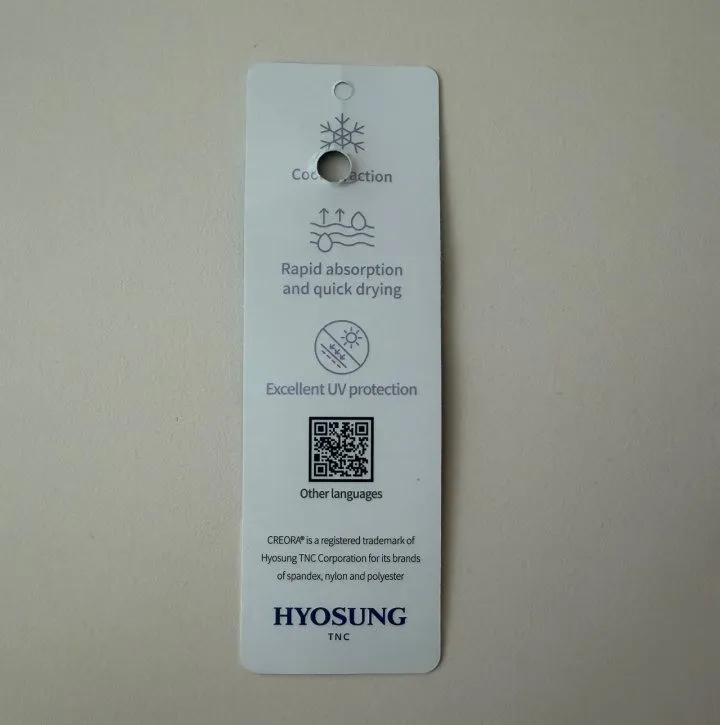 Rapid absorption
and quick drying
Excellent UV protection
Other languages
CREORA® is a registered trademark of
Hyosung TNC Corporation for its brands
of spandex, nylon and polyester
HYOSUNG
TNC